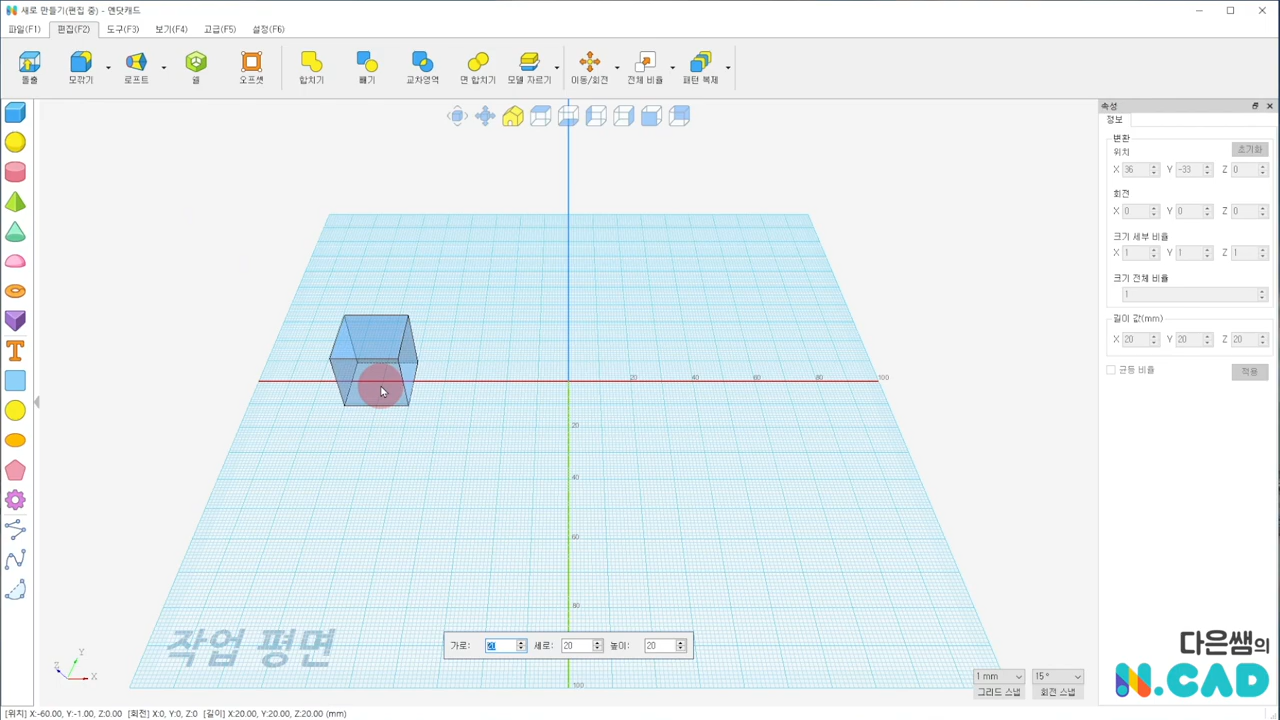 새로 만들기(편집 중) - 엔닷캐드
파일(F1) 편집(F2) 도구(F3) 보기(F4) 고급(F5) 설정(F6)
돌출 모깎기 로프트 쉘 오프셋 합치기 빼기 교차영역 면 합치기 모델 자르기 이동/회전 전체 비율 패턴 복제
속성
정보
변환
위치 초기화
X 36 Y -33 Z 0
회전
X 0 Y 0 Z 0
크기 세부 비율
X 1 Y 1 Z 1
크기 전체 비율
1
길이 값(mm)
X 20 Y 20 Z 20
균등 비율 적용
20 40 60 80 100
20
40
60
80
100
작업 평면
가로: 20 세로: 20 높이: 20
Z Y X
1 mm 15°
그리드 스냅 회전 스냅
다은쌤의
N.CAD
[위치] X:-60.00, Y:-1.00, Z:0.00 [회전] X:0, Y:0, Z:0 [길이] X:20.00, Y:20.00, Z:20.00 (mm)